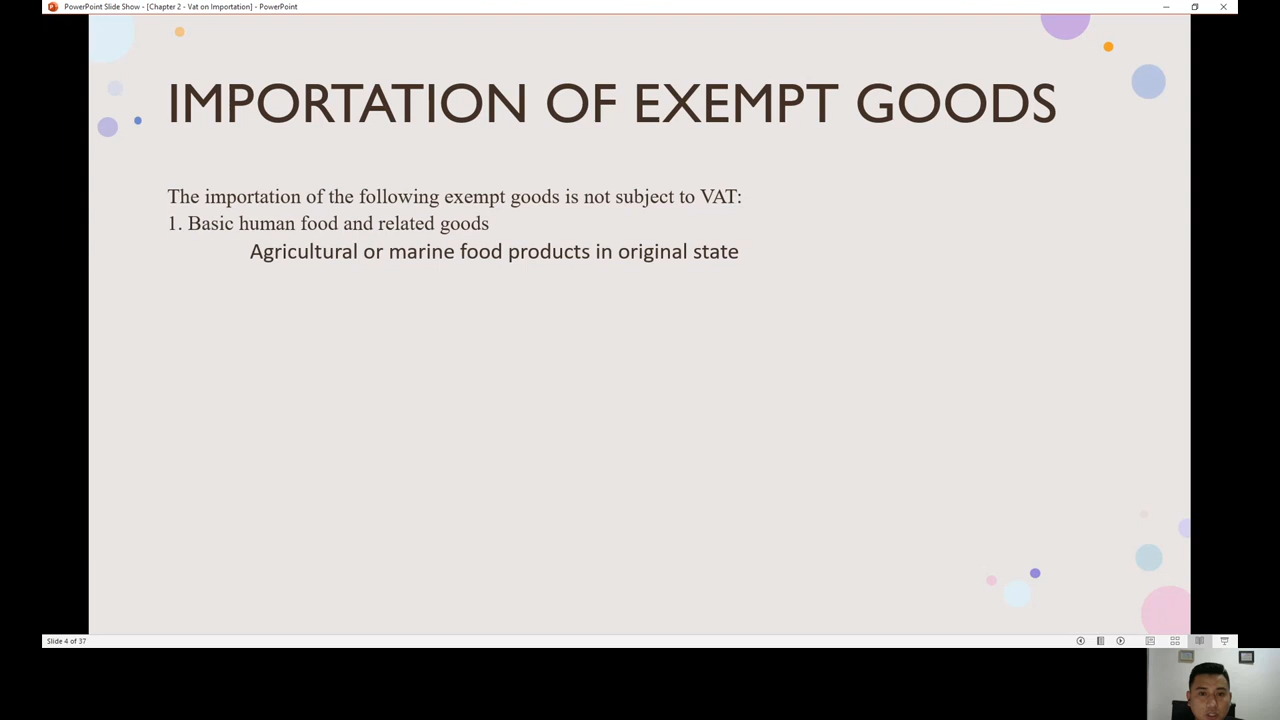 PowerPoint Slide Show - [Chapter 2 - Vat on Importation] - PowerPoint
IMPORTATION OF EXEMPT GOODS
The importation of the following exempt goods is not subject to VAT:
1. Basic human food and related goods
Agricultural or marine food products in original state
Slide 4 of 37